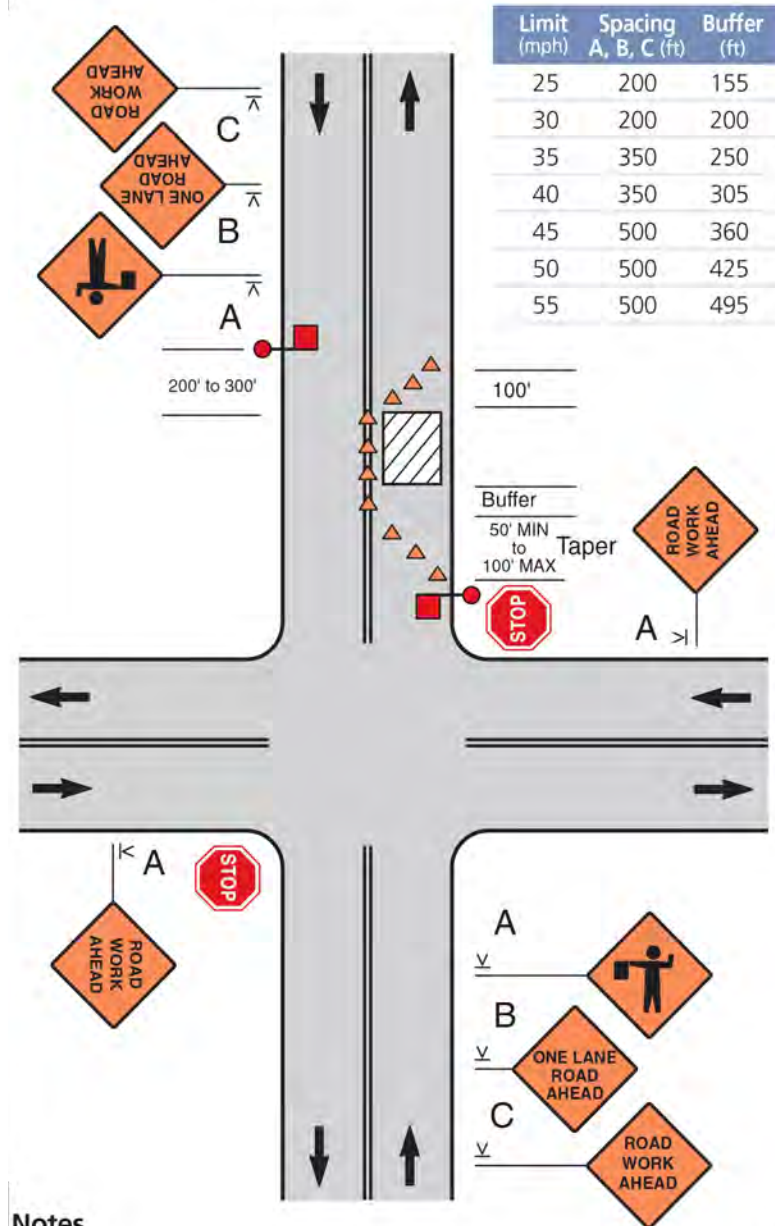 Limit Spacing Buffer
(mph) A, B, C (ft) (ft)
25 200 155
30 200 200
35 350 250
40 350 305
45 500 360
50 500 425
55 500 495
ROAD
WORK
AHEAD
C
ONE LANE
ROAD
AHEAD
B
A
200' to 300'
100'
Buffer
50' MIN
to
100' MAX
Taper
ROAD
WORK
AHEAD
A
STOP
A
STOP
ROAD
WORK
AHEAD
A
B
ONE LANE
ROAD
AHEAD
C
ROAD
WORK
AHEAD
Notes